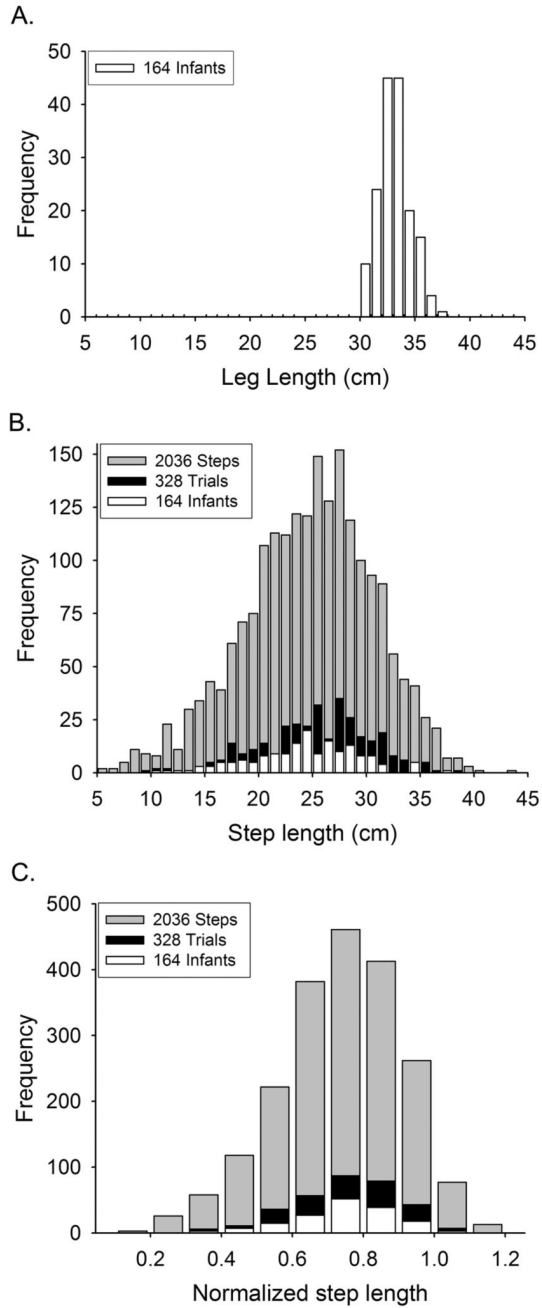 A.
50
40
30
20
10
0
Frequency
164 Infants
5 10 15 20 25 30 35 40 45
Leg Length (cm)
B.
150
125
100
75
50
25
0
Frequency
2036 Steps
328 Trials
164 Infants
5 10 15 20 25 30 35 40 45
Step length (cm)
C.
500
400
300
200
100
0
Frequency
2036 Steps
328 Trials
164 Infants
0.2 0.4 0.6 0.8 1.0 1.2
Normalized step length